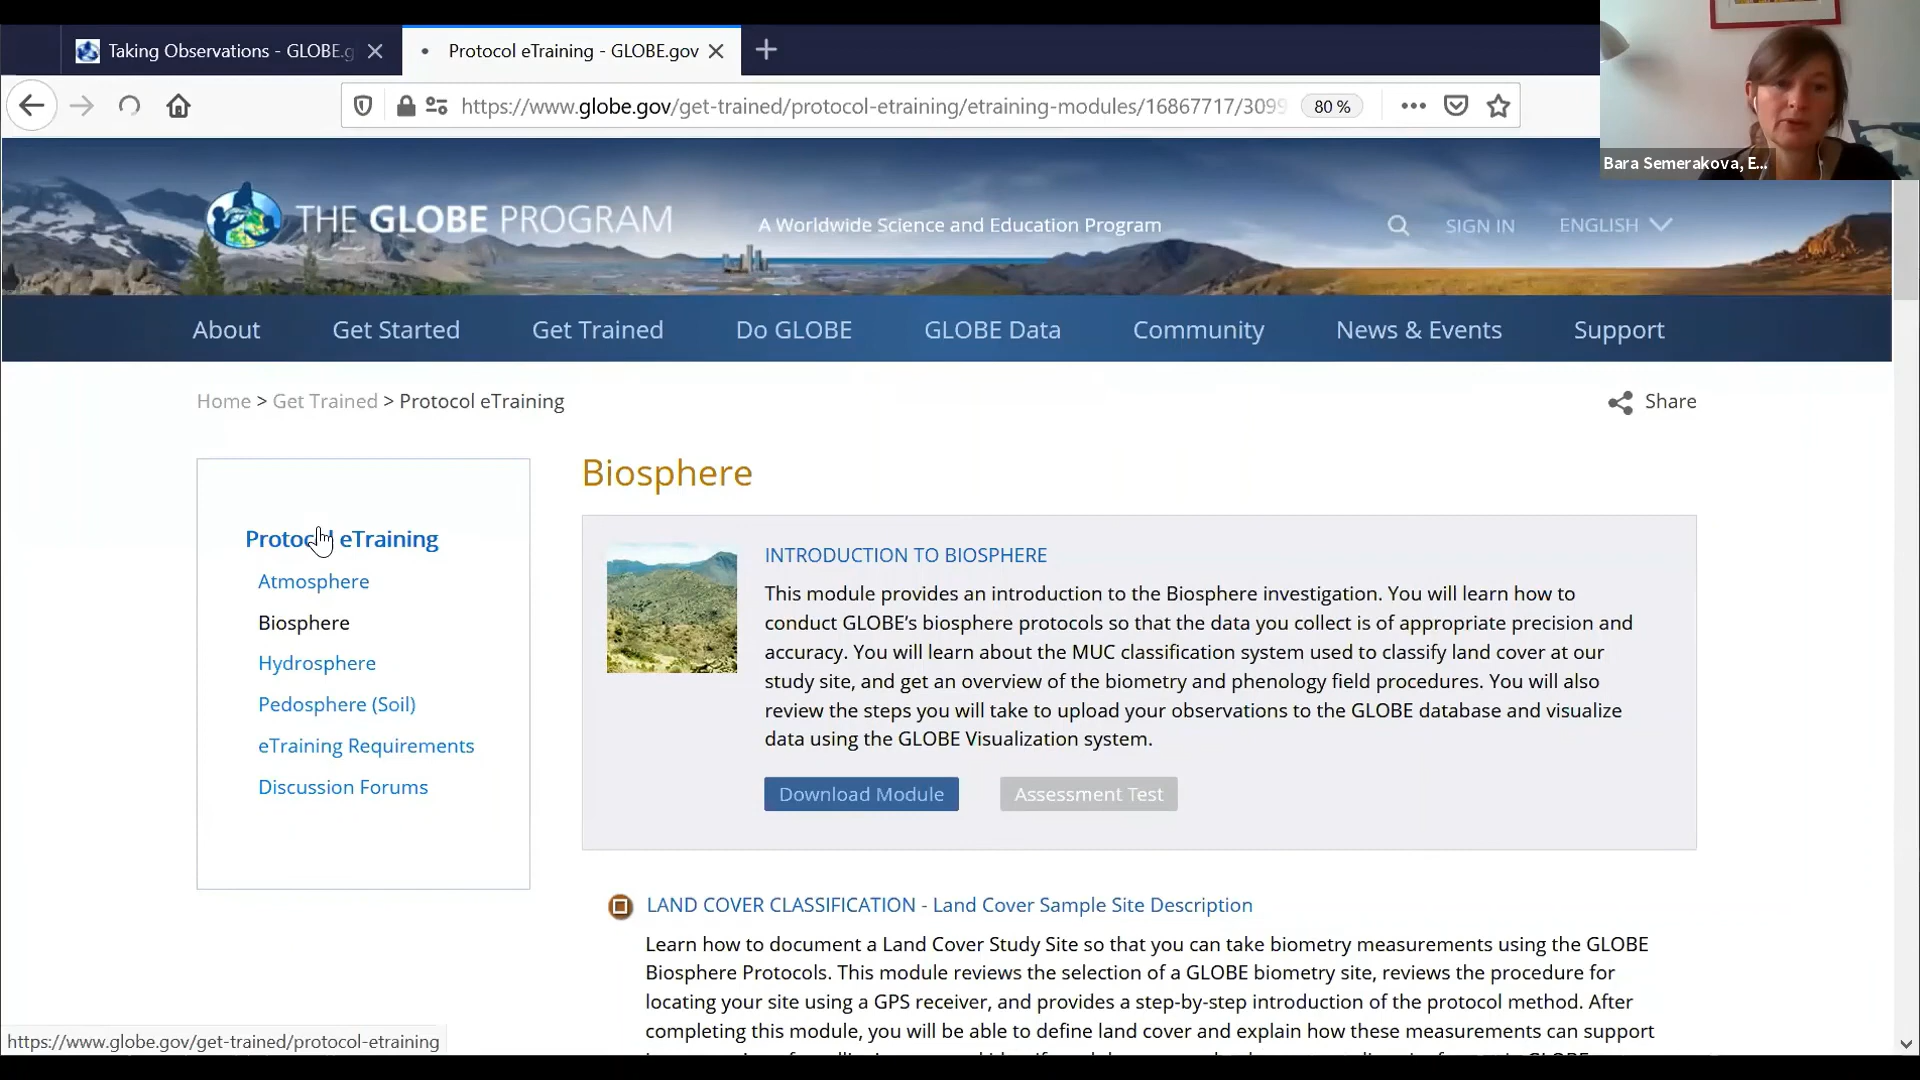 Taking Observations - GLOBE.g
Protocol eTraining - GLOBE.gov
https://www.globe.gov/get-trained/protocol-etraining/etraining-modules/16867717/3099
80 %
Bara Semerakova, E...
THE GLOBE PROGRAM
A Worldwide Science and Education Program
SIGN IN
ENGLISH
About
Get Started
Get Trained
Do GLOBE
GLOBE Data
Community
News & Events
Support
Home > Get Trained > Protocol eTraining
Share
Protocol eTraining
Atmosphere
Biosphere
Hydrosphere
Pedosphere (Soil)
eTraining Requirements
Discussion Forums
Biosphere
INTRODUCTION TO BIOSPHERE
This module provides an introduction to the Biosphere investigation. You will learn how to
conduct GLOBE's biosphere protocols so that the data you collect is of appropriate precision and
accuracy. You will learn about the MUC classification system used to classify land cover at our
study site, and get an overview of the biometry and phenology field procedures. You will also
review the steps you will take to upload your observations to the GLOBE database and visualize
data using the GLOBE Visualization system.
Download Module
Assessment Test
LAND COVER CLASSIFICATION - Land Cover Sample Site Description
Learn how to document a Land Cover Study Site so that you can take biometry measurements using the GLOBE
Biosphere Protocols. This module reviews the selection of a GLOBE biometry site, reviews the procedure for
locating your site using a GPS receiver, and provides a step-by-step introduction of the protocol method. After
completing this module, you will be able to define land cover and explain how these measurements can support
https://www.globe.gov/get-trained/protocol-etraining